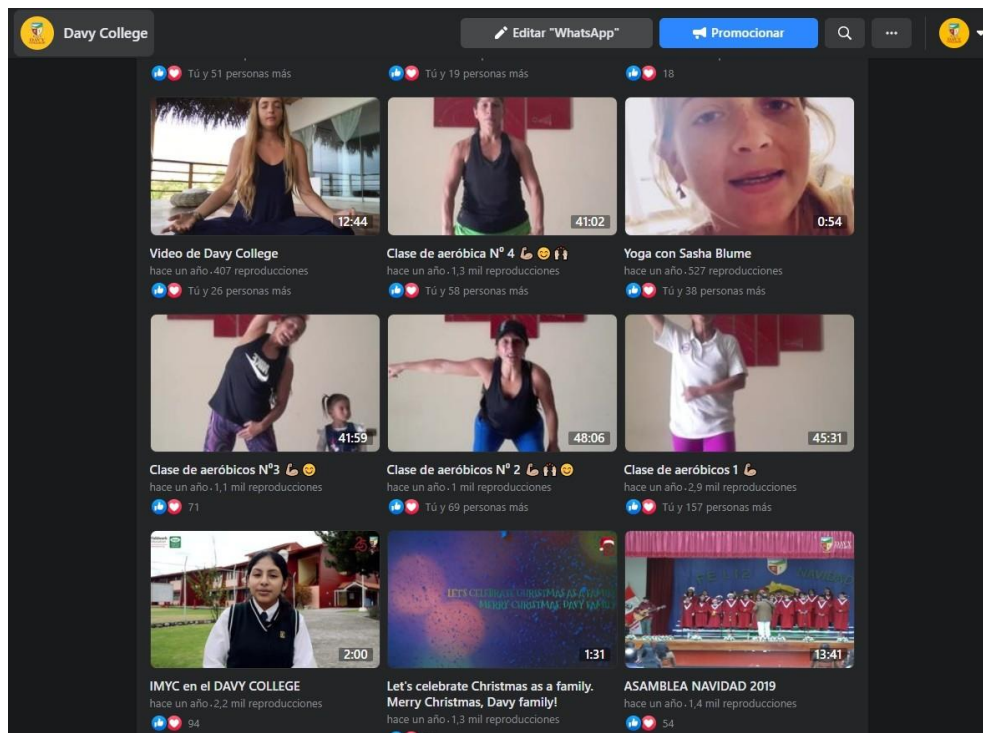 Davy College
Editar "WhatsApp"
Promocionar
Tú y 51 personas más
Tú y 19 personas más
18
12:44
41:02
0:54
Video de Davy College
Clase de aeróbica Nº 4 💪🏼 😊 🙌🏼
Yoga con Sasha Blume
hace un año · 407 reproducciones
hace un año · 1,3 mil reproducciones
hace un año · 527 reproducciones
Tú y 26 personas más
Tú y 58 personas más
Tú y 38 personas más
41:59
48:06
45:31
Clase de aeróbicos Nº3 💪🏼 😊
Clase de aeróbicos Nº 2 💪🏼 🙌🏼 😊
Clase de aeróbicos 1 💪🏼
hace un año · 1,1 mil reproducciones
hace un año · 1 mil reproducciones
hace un año · 2,9 mil reproducciones
71
Tú y 69 personas más
Tú y 157 personas más
LET'S CELEBRATE CHRISTMAS AS A FAMILY
MERRY CHRISTMAS, DAVY FAMILY
2:00
1:31
13:41
IMYC en el DAVY COLLEGE
Let's celebrate Christmas as a family.
Merry Christmas, Davy family!
ASAMBLEA NAVIDAD 2019
hace un año · 2,2 mil reproducciones
hace un año · 1,3 mil reproducciones
hace un año · 1,4 mil reproducciones
94
54